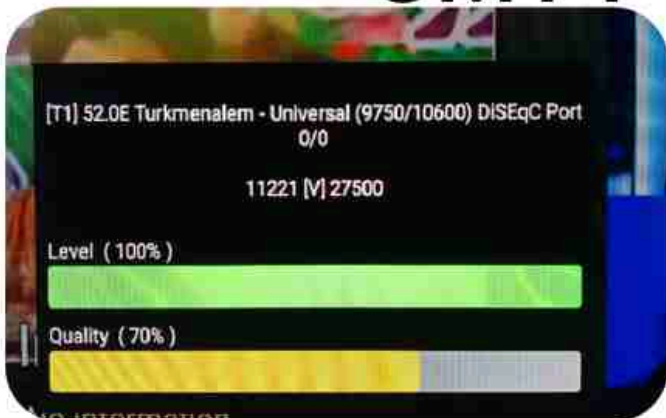 [T1] 52.0E Turkmenalem - Universal (9750/10600) DiSEqC Port
0/0
11221 [V] 27500
Level ( 100% )
Quality ( 70% )